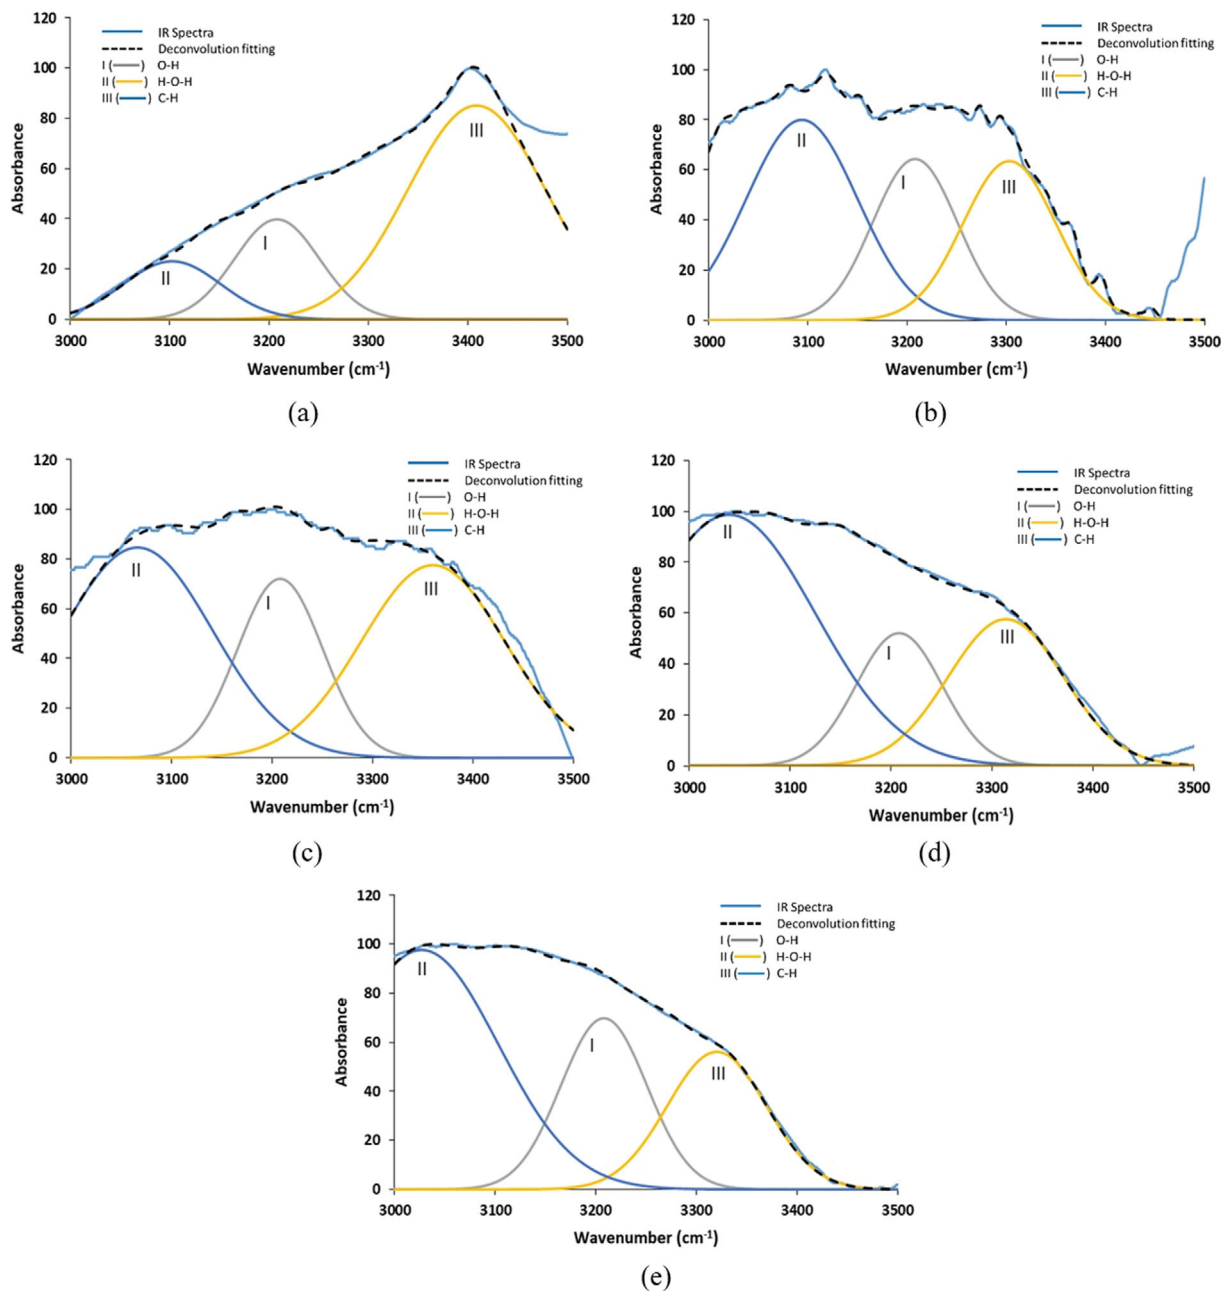 120
100
80
60
40
20
0
Absorbance
IR Spectra
Deconvolution fitting
I ( ) O-H
II ( ) H-O-H
III ( ) C-H
III
I
II
3000 3100 3200 3300 3400 3500
Wavenumber (cm-1)
(a)
120
100
80
60
40
20
0
Absorbance
IR Spectra
Deconvolution fitting
I ( ) O-H
II ( ) H-O-H
III ( ) C-H
II
I
III
3000 3100 3200 3300 3400 3500
Wavenumber (cm-1)
(b)
120
100
80
60
40
20
0
Absorbance
IR Spectra
Deconvolution fitting
I ( ) O-H
II ( ) H-O-H
III ( ) C-H
II
I
III
3000 3100 3200 3300 3400 3500
Wavenumber (cm-1)
(c)
120
100
80
60
40
20
0
Absorbance
IR Spectra
Deconvolution fitting
I ( ) O-H
II ( ) H-O-H
III ( ) C-H
II
I
III
3000 3100 3200 3300 3400 3500
Wavenumber (cm-1)
(d)
120
100
80
60
40
20
0
Absorbance
IR Spectra
Deconvolution fitting
I ( ) O-H
II ( ) H-O-H
III ( ) C-H
II
I
III
3000 3100 3200 3300 3400 3500
Wavenumber (cm-1)
(e)